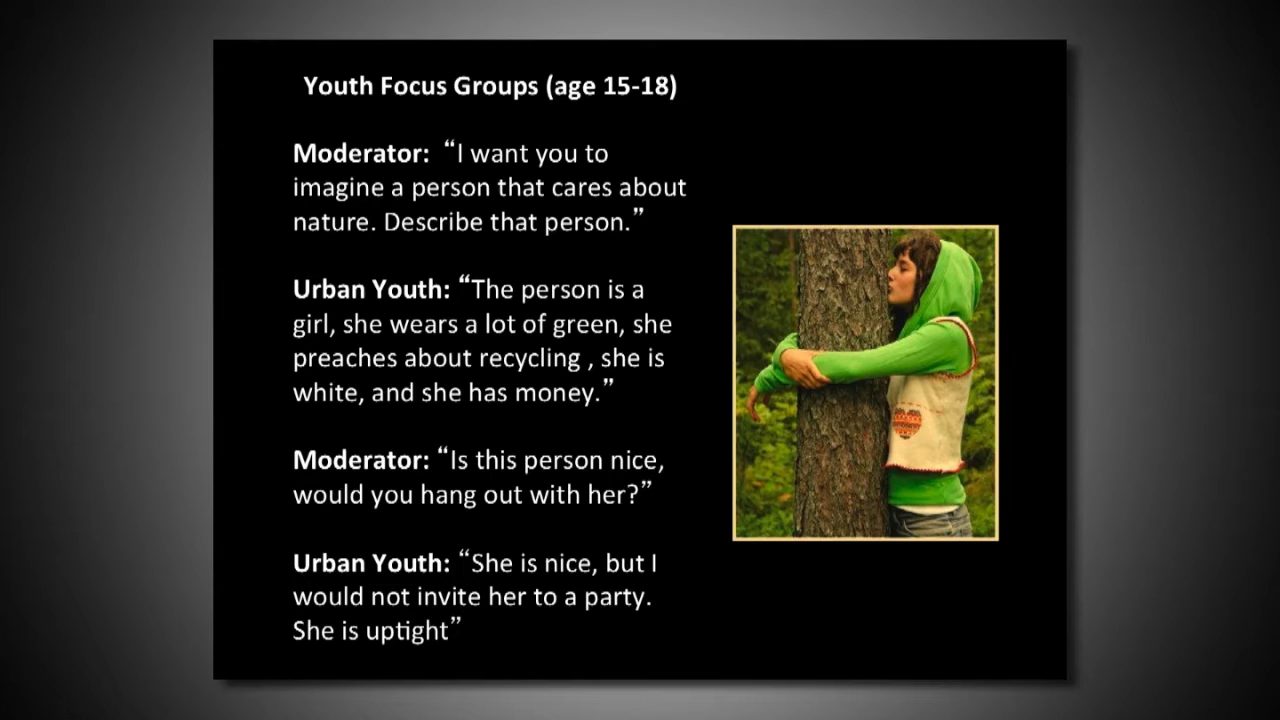 Youth Focus Groups (age 15-18)
Moderator:  “I want you to
imagine a person that cares about
nature. Describe that person.”
Urban Youth: “The person is a
girl, she wears a lot of green, she
preaches about recycling , she is
white, and she has money.”
Moderator: “Is this person nice,
would you hang out with her?”
Urban Youth: “She is nice, but I
would not invite her to a party.
She is uptight”